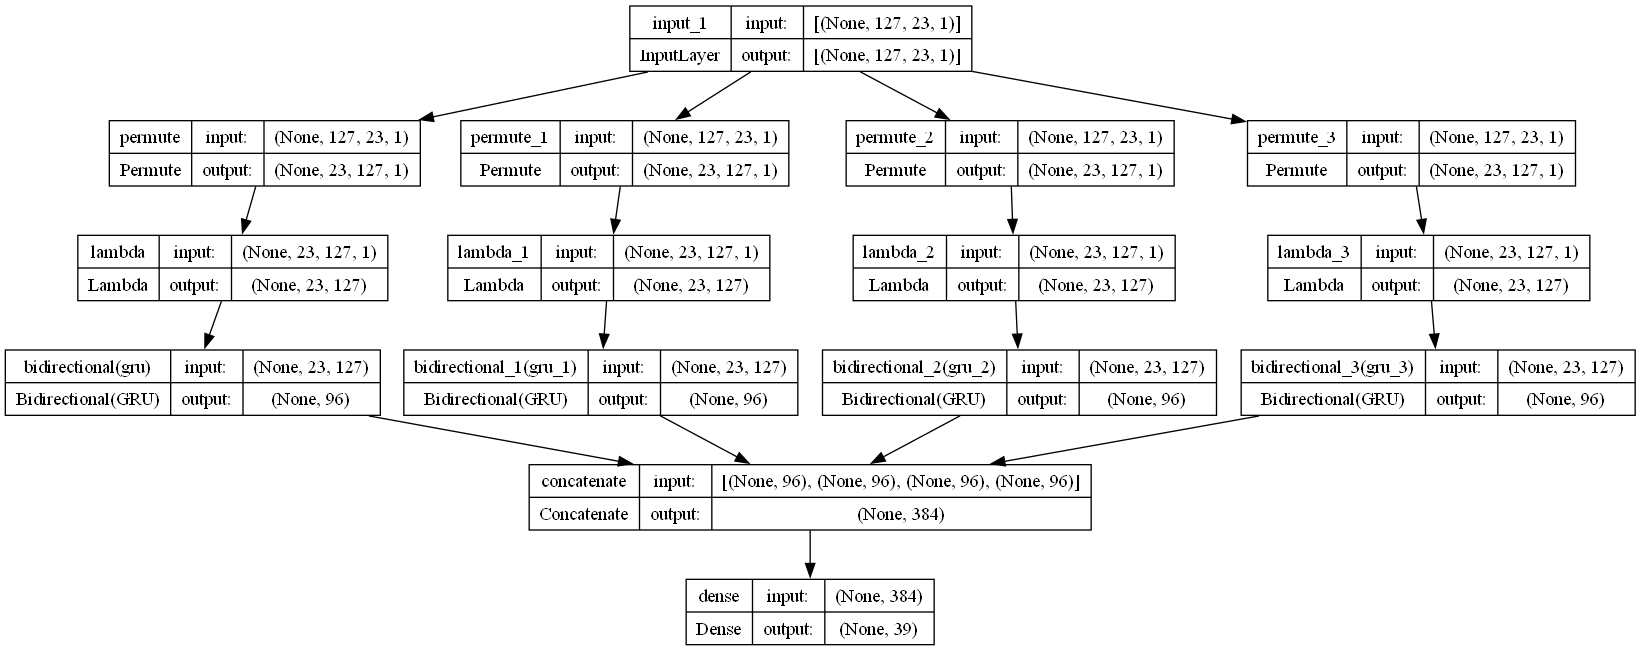 input_1 input: [(None, 127, 23, 1)]
InputLayer output: [(None, 127, 23, 1)]
permute input: (None, 127, 23, 1) permute_1 input: (None, 127, 23, 1) permute_2 input: (None, 127, 23, 1) permute_3 input: (None, 127, 23, 1)
Permute output: (None, 23, 127, 1) Permute output: (None, 23, 127, 1) Permute output: (None, 23, 127, 1) Permute output: (None, 23, 127, 1)
lambda input: (None, 23, 127, 1) lambda_1 input: (None, 23, 127, 1) lambda_2 input: (None, 23, 127, 1) lambda_3 input: (None, 23, 127, 1)
Lambda output: (None, 23, 127) Lambda output: (None, 23, 127) Lambda output: (None, 23, 127) Lambda output: (None, 23, 127)
bidirectional(gru) input: (None, 23, 127) bidirectional_1(gru_1) input: (None, 23, 127) bidirectional_2(gru_2) input: (None, 23, 127) bidirectional_3(gru_3) input: (None, 23, 127)
Bidirectional(GRU) output: (None, 96) Bidirectional(GRU) output: (None, 96) Bidirectional(GRU) output: (None, 96) Bidirectional(GRU) output: (None, 96)
concatenate input: [(None, 96), (None, 96), (None, 96), (None, 96)]
Concatenate output: (None, 384)
dense input: (None, 384)
Dense output: (None, 39)